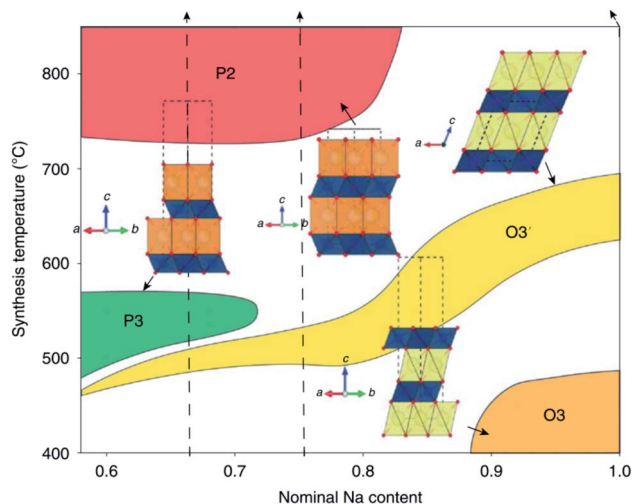 800
P2
c
700
c
a
c
c
a
b
a
b
O3′
600
P3
c
500
a
b
O3
400
0.6
0.7
0.8
0.9
1.0
Synthesis temperature (°C)
Nominal Na content